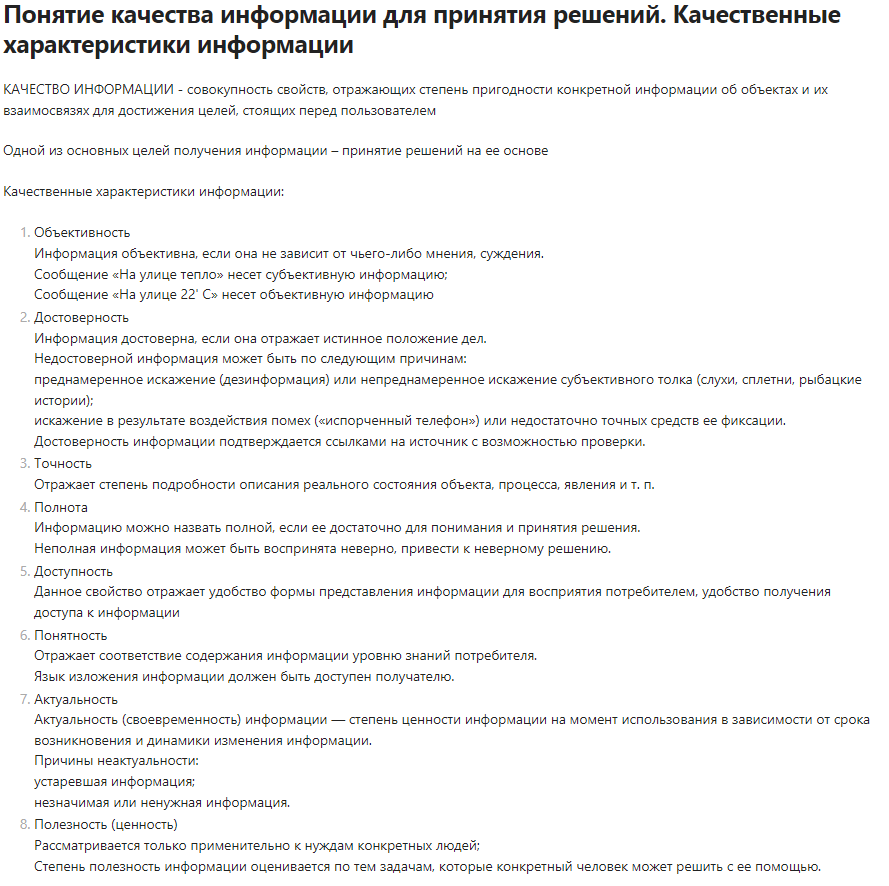 Понятие качества информации для принятия решений. Качественные
характеристики информации
КАЧЕСТВО ИНФОРМАЦИИ - совокупность свойств, отражающих степень пригодности конкретной информации об объектах и их
взаимосвязях для достижения целей, стоящих перед пользователем
Одной из основных целей получения информации – принятие решений на ее основе
Качественные характеристики информации:
1. Объективность
Информация объективна, если она не зависит от чьего-либо мнения, суждения.
Сообщение «На улице тепло» несет субъективную информацию;
Сообщение «На улице 22' С» несет объективную информацию
2. Достоверность
Информация достоверна, если она отражает истинное положение дел.
Недостоверной информация может быть по следующим причинам:
преднамеренное искажение (дезинформация) или непреднамеренное искажение субъективного толка (слухи, сплетни, рыбацкие
истории);
искажение в результате воздействия помех («испорченный телефон») или недостаточно точных средств ее фиксации.
Достоверность информации подтверждается ссылками на источник с возможностью проверки.
3. Точность
Отражает степень подробности описания реального состояния объекта, процесса, явления и т. п.
4. Полнота
Информацию можно назвать полной, если ее достаточно для понимания и принятия решения.
Неполная информация может быть воспринята неверно, привести к неверному решению.
5. Доступность
Данное свойство отражает удобство формы представления информации для восприятия потребителем, удобство получения
доступа к информации
6. Понятность
Отражает соответствие содержания информации уровню знаний потребителя.
Язык изложения информации должен быть доступен получателю.
7. Актуальность
Актуальность (своевременность) информации — степень ценности информации на момент использования в зависимости от срока
возникновения и динамики изменения информации.
Причины неактуальности:
устаревшая информация;
незначимая или ненужная информация.
8. Полезность (ценность)
Рассматривается только применительно к нуждам конкретных людей;
Степень полезность информации оценивается по тем задачам, которые конкретный человек может решить с ее помощью.